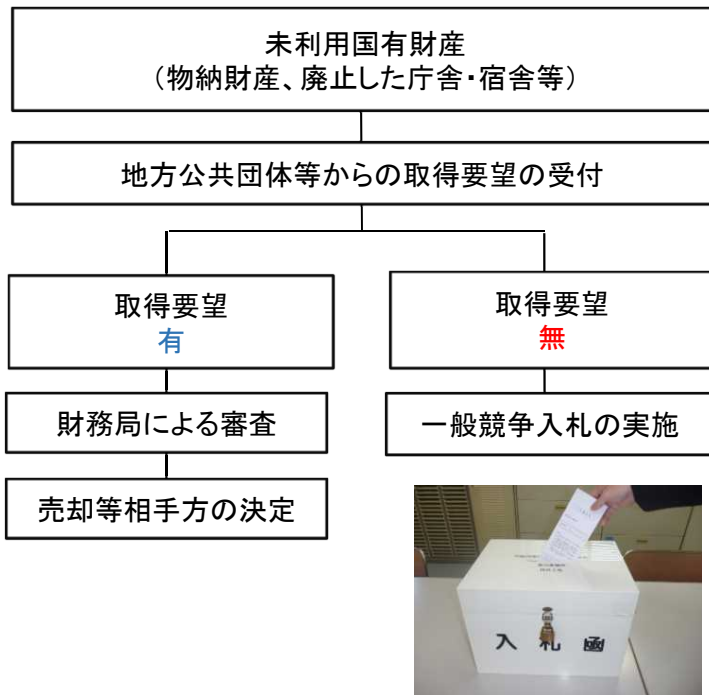 未利用国有財産
（物納財産、廃止した庁舎・宿舎等）
地方公共団体等からの取得要望の受付
取得要望
有
取得要望
無
財務局による審査
一般競争入札の実施
売却等相手方の決定
入札函